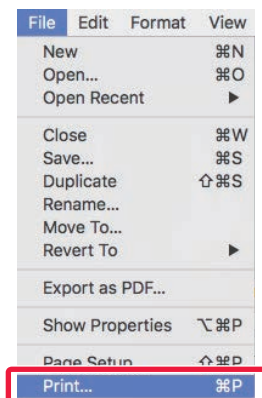 File Edit Format View
New ⌘N
Open... ⌘O
Open Recent ▶
Close ⌘W
Save... ⌘S
Duplicate ⇧⌘S
Rename...
Move To...
Revert To ▶
Export as PDF...
Show Properties ⌥⌘P
Page Setup ⇧⌘P
Print... ⌘P